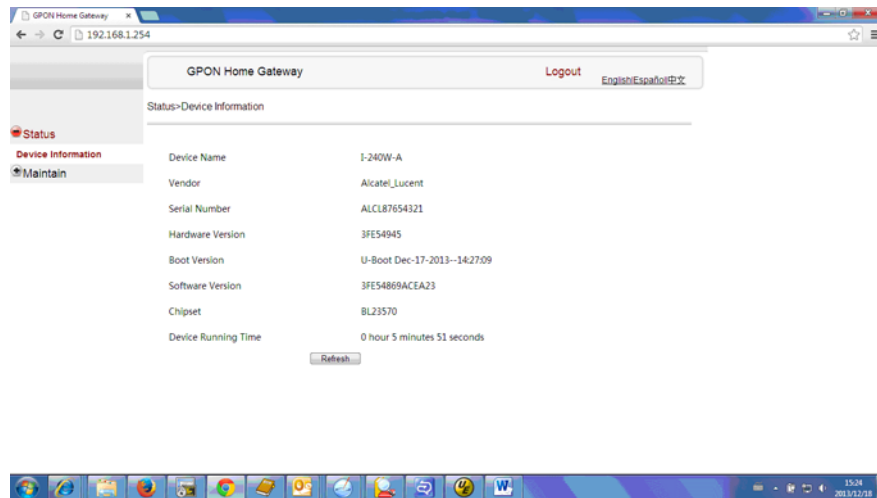 GPON Home Gateway
192.168.1.254
GPON Home Gateway Logout English|Español|中文
Status>Device Information
Status
Device Information
Maintain
Device Name I-240W-A
Vendor Alcatel_Lucent
Serial Number ALCL87654321
Hardware Version 3FE54945
Boot Version U-Boot Dec-17-2013--14:27:09
Software Version 3FE54869ACEA23
Chipset BL23570
Device Running Time 0 hour 5 minutes 51 seconds
Refresh
15:24
2013/12/18